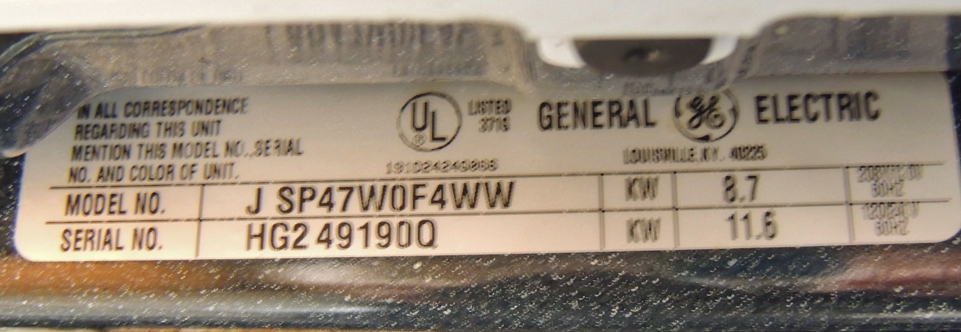 IN ALL CORRESPONDENCE
REGARDING THIS UNIT
MENTION THIS MODEL NO., SERIAL
NO. AND COLOR OF UNIT.
UL
LISTED
371G
GENERAL GE ELECTRIC
LOUISVILLE, KY. 40225
MODEL NO. J SP47W0F4WW KW 8.7
60HZ
SERIAL NO. HG2 49190Q KW 11.6
60HZ